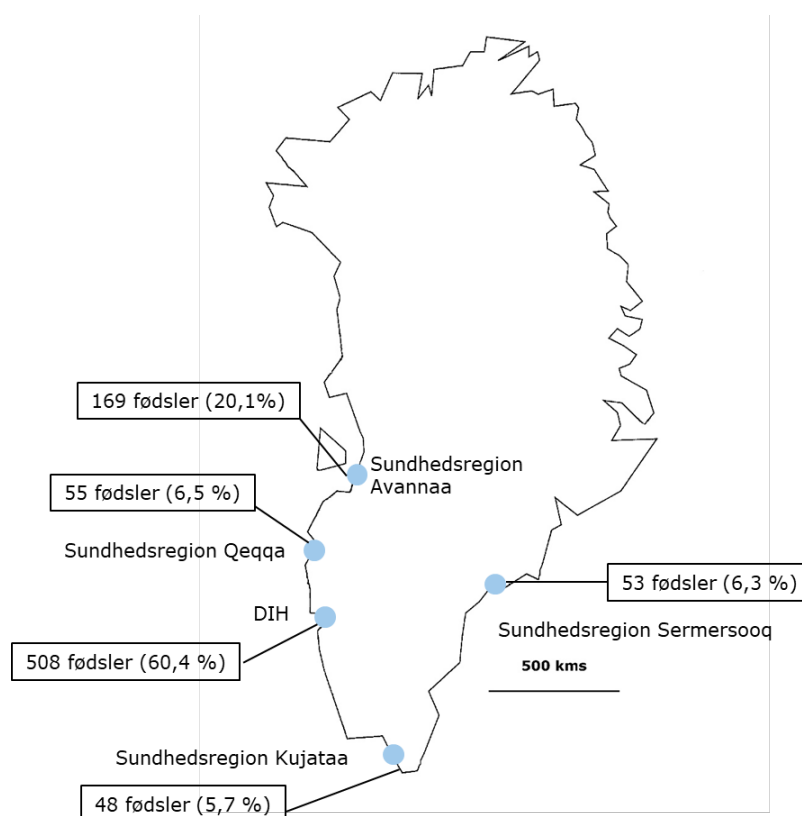 169 fødsler (20,1%)
Sundhedsregion
Avannaa
55 fødsler (6,5 %)
Sundhedsregion Qeqqa
53 fødsler (6,3 %)
DIH
Sundhedsregion Sermersooq
508 fødsler (60,4 %)
500 kms
Sundhedsregion Kujataa
48 fødsler (5,7 %)